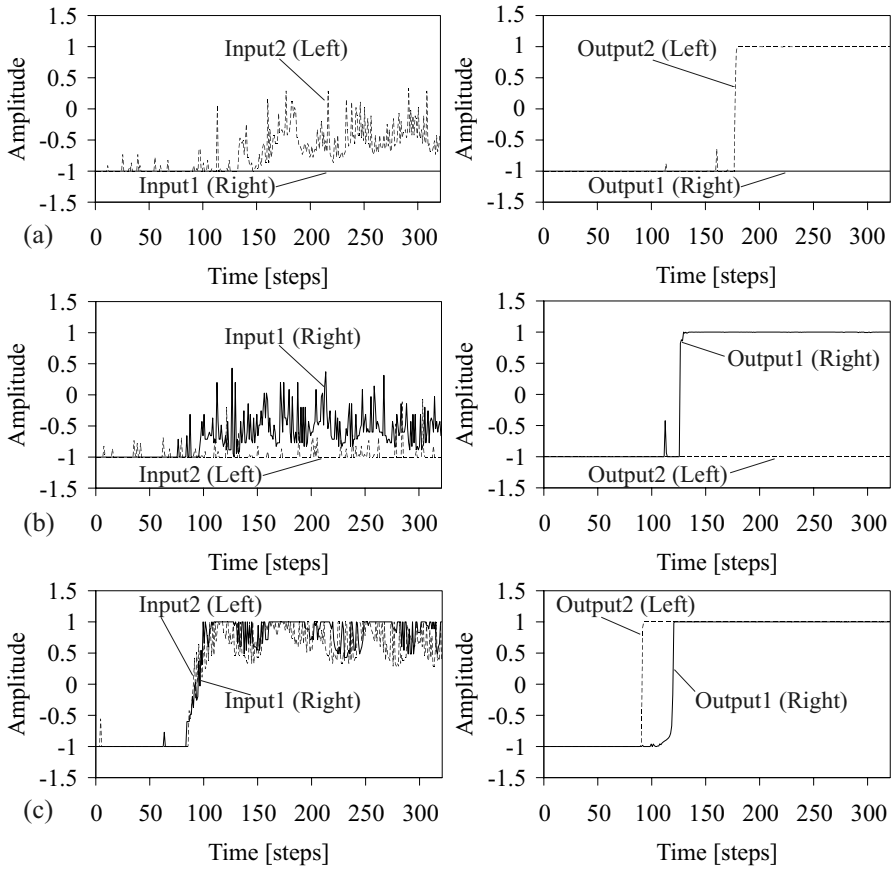 1.5
1
0.5
0
-0.5
-1
-1.5
Amplitude
Input2 (Left)
Input1 (Right)
0 50 100 150 200 250 300
Time [steps]
(a)
1.5
1
0.5
0
-0.5
-1
-1.5
Amplitude
Output2 (Left)
Output1 (Right)
0 50 100 150 200 250 300
Time [steps]
1.5
1
0.5
0
-0.5
-1
-1.5
Amplitude
Input1 (Right)
Input2 (Left)
0 50 100 150 200 250 300
Time [steps]
(b)
1.5
1
0.5
0
-0.5
-1
-1.5
Amplitude
Output1 (Right)
Output2 (Left)
0 50 100 150 200 250 300
Time [steps]
1.5
1
0.5
0
-0.5
-1
-1.5
Amplitude
Input2 (Left)
Input1 (Right)
0 50 100 150 200 250 300
Time [steps]
(c)
1.5
1
0.5
0
-0.5
-1
-1.5
Amplitude
Output2 (Left)
Output1 (Right)
0 50 100 150 200 250 300
Time [steps]